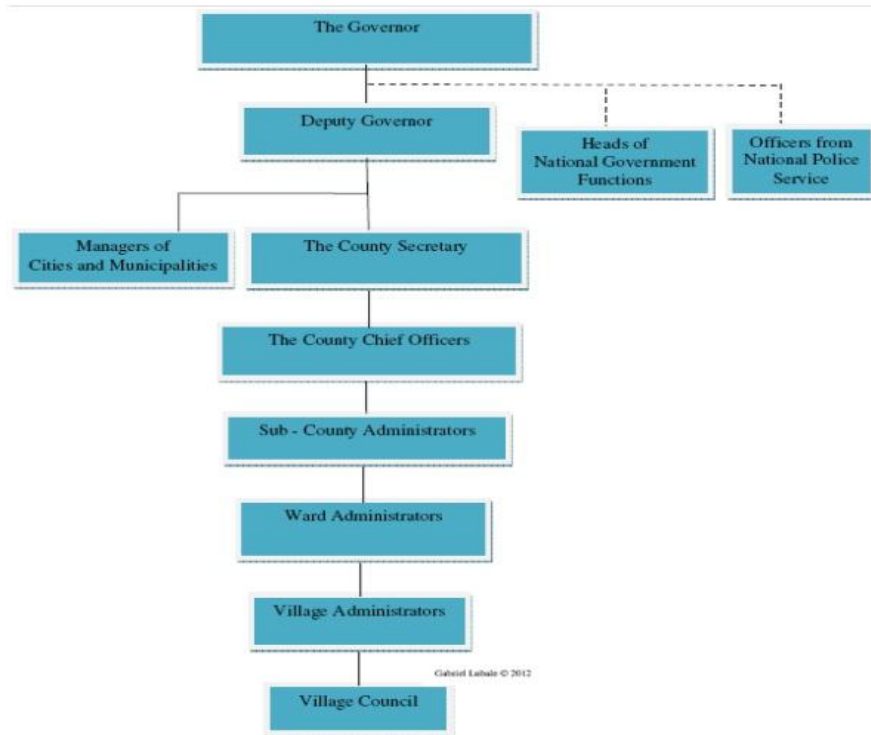 The Governor
Deputy Governor
Heads of
National Government
Functions
Officers from
National Police
Service
Managers of
Cities and Municipalities
The County Secretary
The County Chief Officers
Sub - County Administrators
Ward Administrators
Village Administrators
Gabriel Lubale © 2012
Village Council